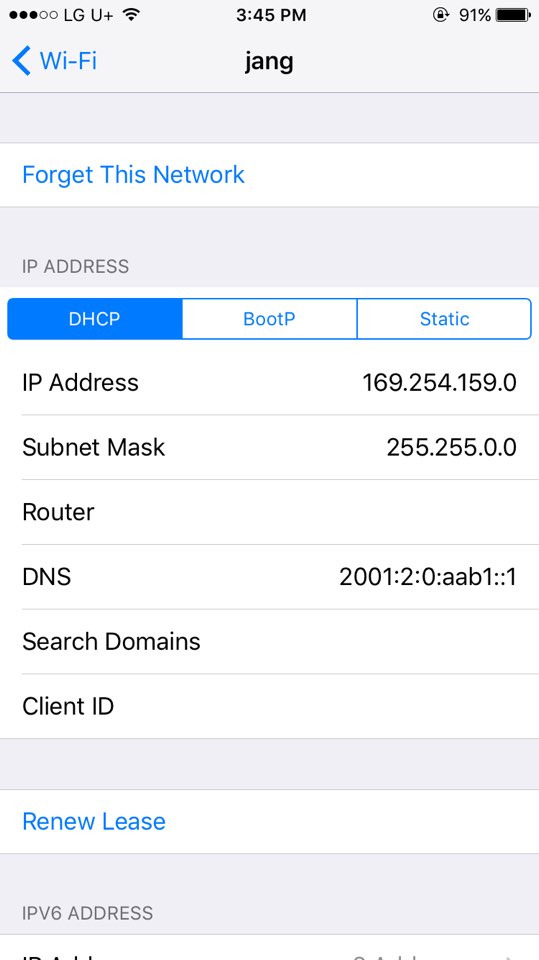 LG U+ 3:45 PM 91%
Wi-Fi jang
Forget This Network
IP ADDRESS
DHCP BootP Static
IP Address 169.254.159.0
Subnet Mask 255.255.0.0
Router
DNS 2001:2:0:aab1::1
Search Domains
Client ID
Renew Lease
IPV6 ADDRESS